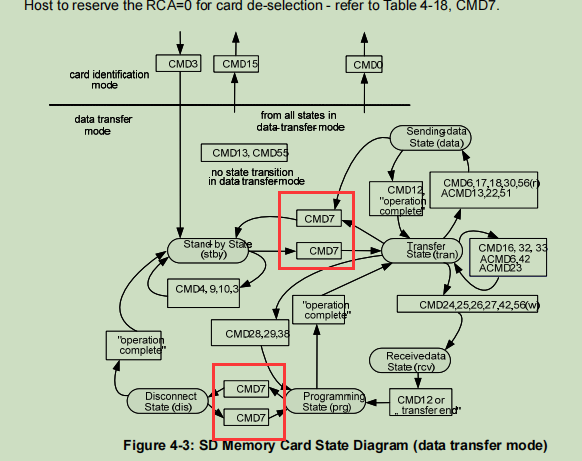 Host to reserve the RCA=0 for card de-selection - refer to Table 4-18, CMD7.
CMD3
CMD15
CMD0
card identification
mode
data transfer
mode
from all states in
data-transfer-mode
CMD13, CMD55
no state transition
in data transfer mode
Sending-data
State (data)
CMD12,
"operation
complete"
CMD6,17,18,30,56(r)
ACMD13,22,51
CMD7
CMD7
Stand-by State
(stby)
Transfer
State (tran)
CMD16, 32, 33
ACMD6,42
ACMD23
CMD4, 9,10,3
"operation
complete"
CMD24,25,26,27,42,56(w)
CMD28,29,38
"operation
complete"
Receive-data
State (rcv)
CMD7
CMD7
Disconnect
State (dis)
Programming
State (prg)
CMD12 or
„transfer end"
Figure 4-3: SD Memory Card State Diagram (data transfer mode)